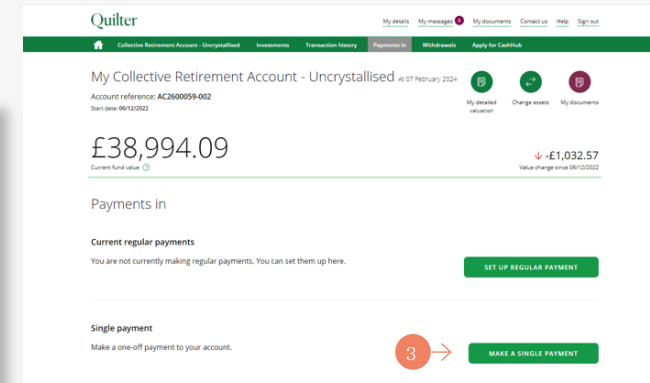 Quilter
My details My messages 0 My documents Contact us Help Sign out
Collective Retirement Account - Uncrystallised Investments Transaction history Payments in Withdrawals Apply for CashHub
My Collective Retirement Account - Uncrystallised At 07 February 2024
Account reference: AC2600059-002
Start date: 06/12/2022
My detailed valuation
Change assets
My documents
£38,994.09
Current fund value ?
-£1,032.57
Value change since 06/12/2022
Payments in
Current regular payments
You are not currently making regular payments. You can set them up here.
SET UP REGULAR PAYMENT
Single payment
Make a one-off payment to your account.
3
MAKE A SINGLE PAYMENT